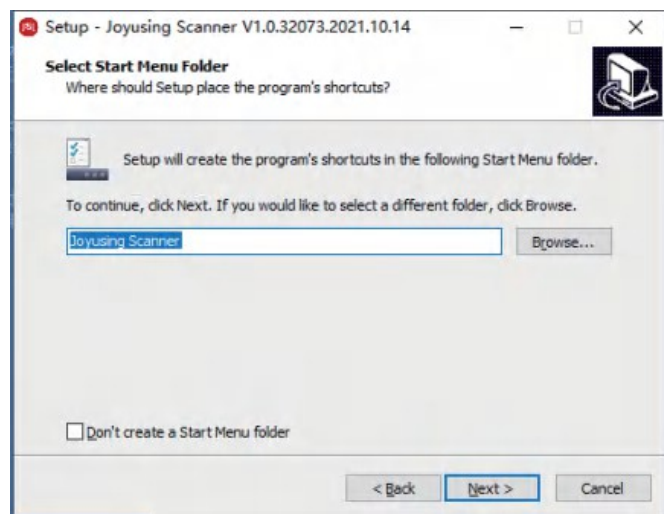 Setup - Joyusing Scanner V1.0.32073.2021.10.14
Select Start Menu Folder
Where should Setup place the program's shortcuts?
Setup will create the program's shortcuts in the following Start Menu folder.
To continue, click Next. If you would like to select a different folder, click Browse.
Joyusing Scanner
Browse...
Don't create a Start Menu folder
< Back
Next >
Cancel